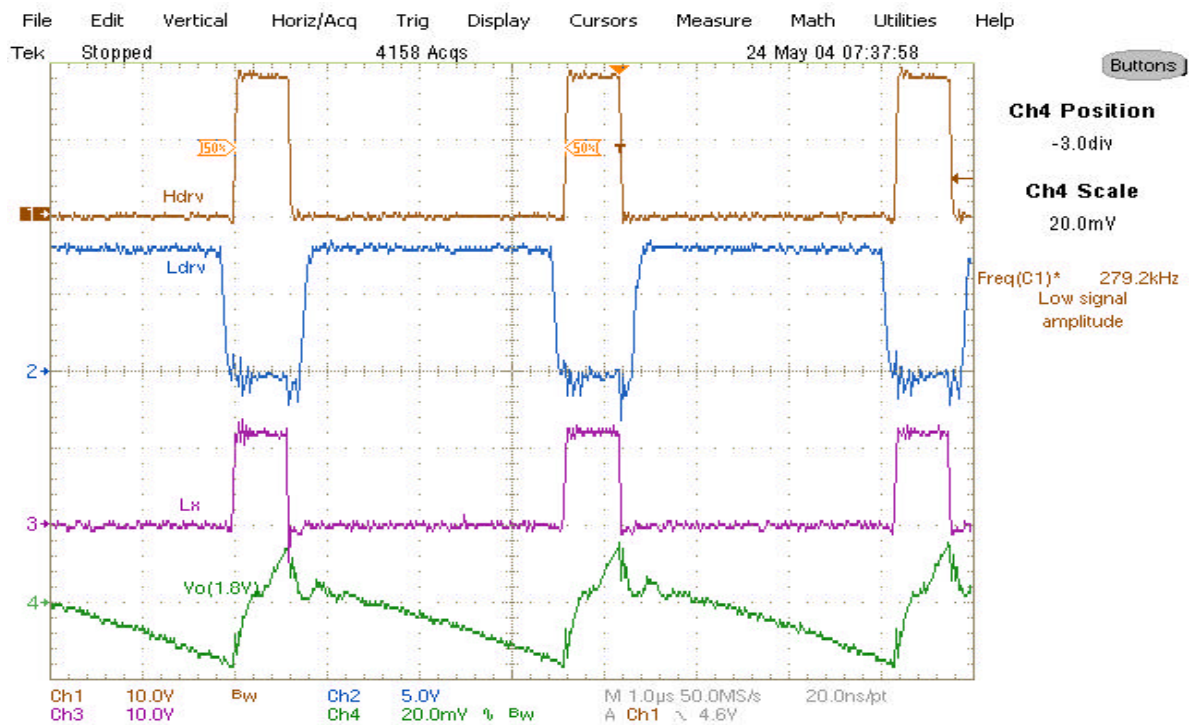 File Edit Vertical Horiz/Acq Trig Display Cursors Measure Math Utilities Help
Tek Stopped 4158 Acqs 24 May 04 07:37:58
Buttons
Ch4 Position
-3.0div
Ch4 Scale
20.0mV
Freq(C1)* 279.2kHz
Low signal
amplitude
50% 50%
Hdrv
1
Ldrv
2
Lx
3
Vo(1.8V)
4
Ch1 10.0V Bw Ch2 5.0V M 1.0µs 50.0MS/s 20.0ns/pt
Ch3 10.0V Ch4 20.0mV ∿ Bw A Ch1 \ 4.6V